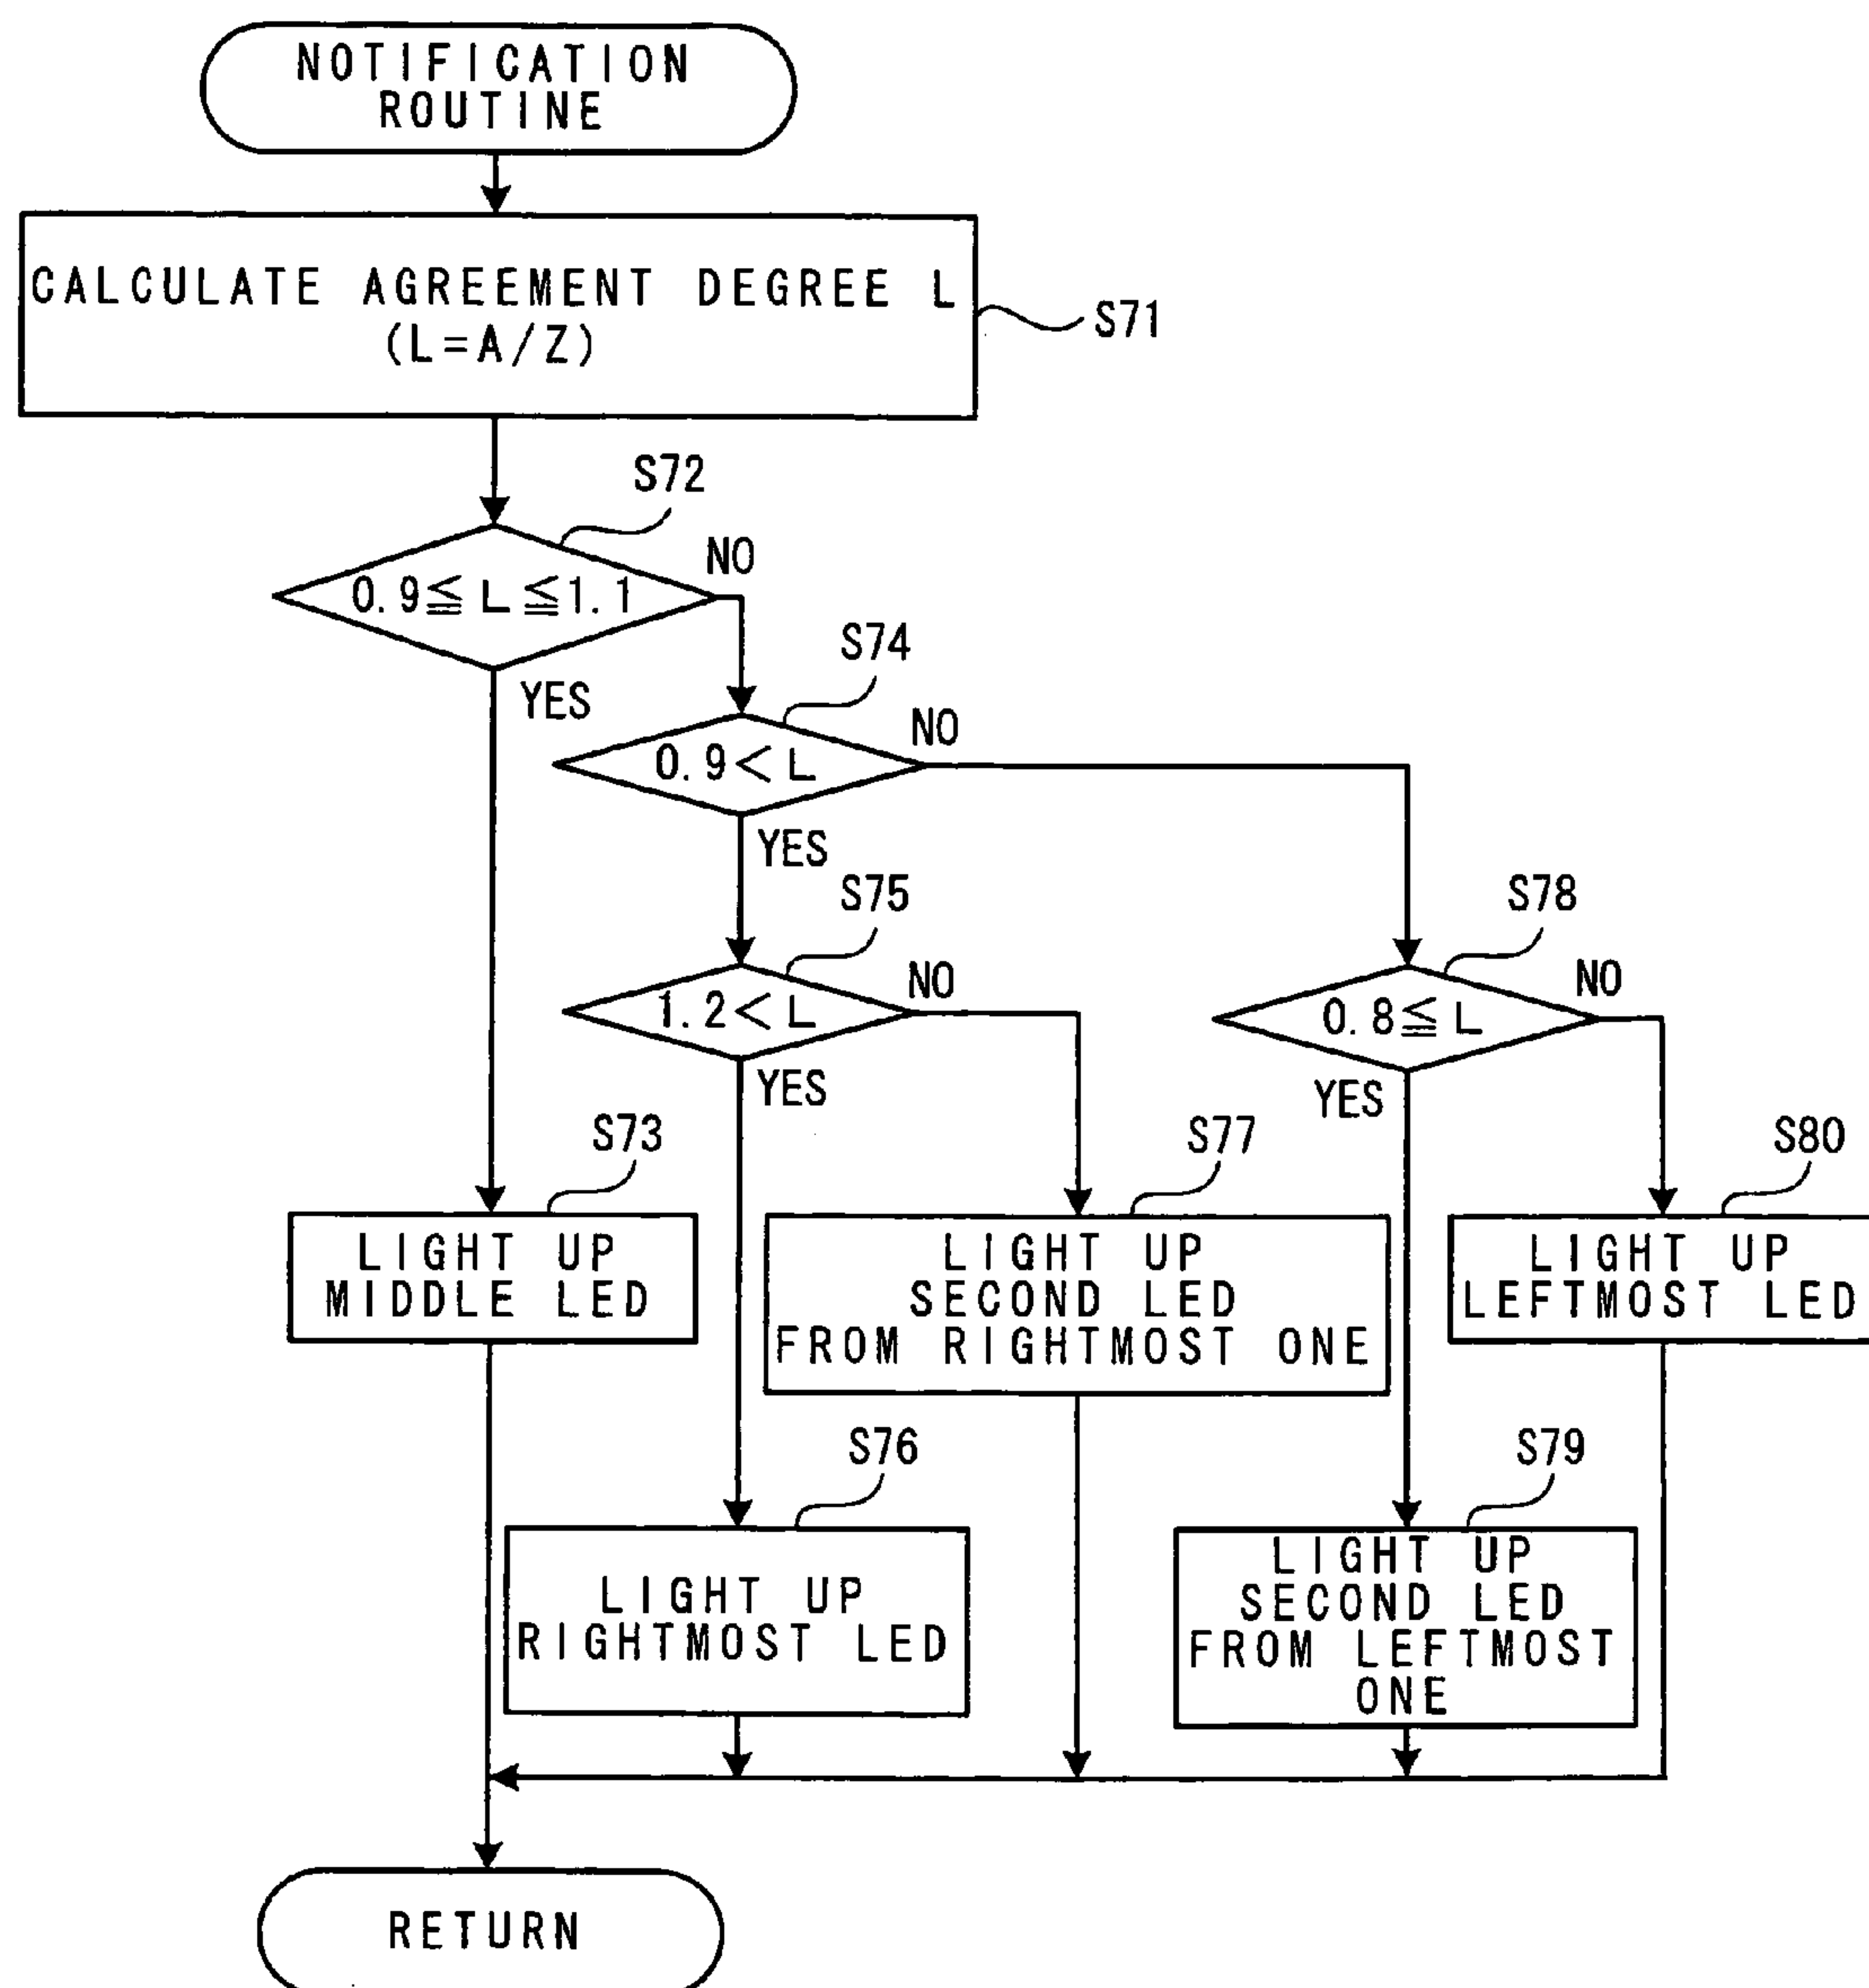 NOTIFICATION
ROUTINE
CALCULATE AGREEMENT DEGREE L
(L=A/Z)
S71
S72
0.9≦L≦1.1
NO
YES
S74
0.9<L
NO
YES
S75
1.2<L
NO
YES
S78
0.8≦L
NO
YES
S73
LIGHT UP
MIDDLE LED
S77
LIGHT UP
SECOND LED
FROM RIGHTMOST ONE
S80
LIGHT UP
LEFTMOST LED
S76
LIGHT UP
RIGHTMOST LED
S79
LIGHT UP
SECOND LED
FROM LEFTMOST
ONE
RETURN